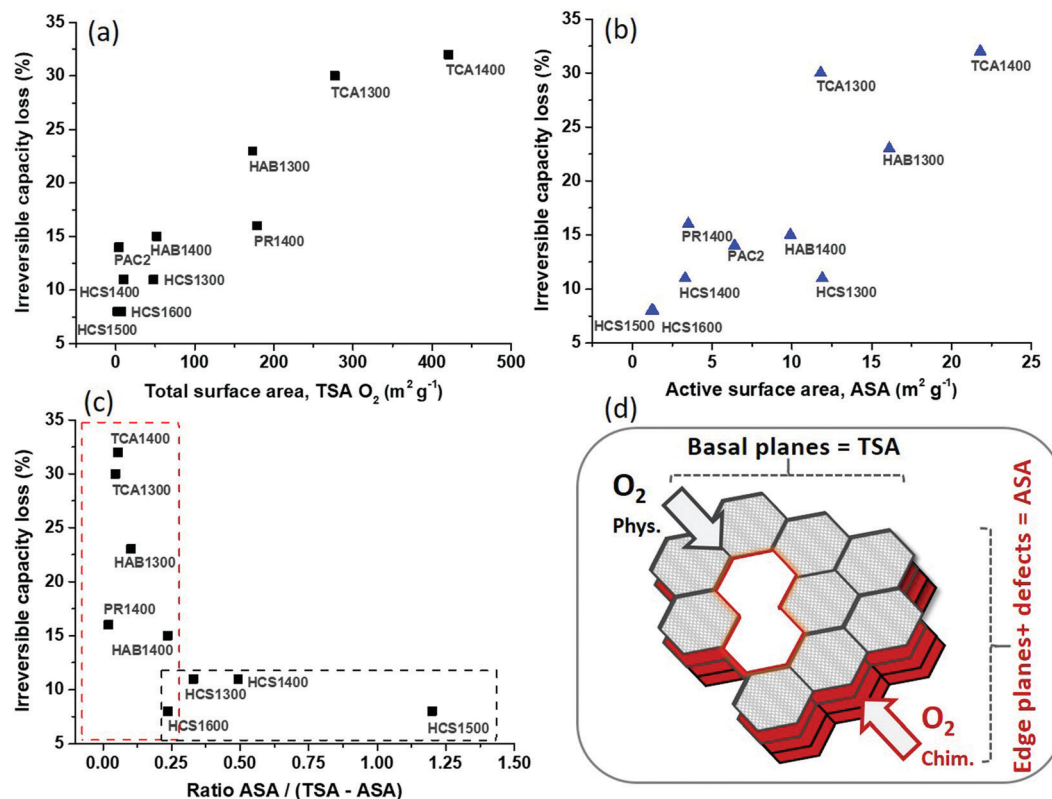 (a)
Irreversible capacity loss (%)
35
30
25
20
15
10
5
TCA1400
TCA1300
HAB1300
PR1400
HAB1400
PAC2
HCS1300
HCS1400
HCS1600
HCS1500
0 100 200 300 400 500
Total surface area, TSA O₂ (m² g⁻¹)
(b)
Irreversible capacity loss (%)
35
30
25
20
15
10
5
TCA1400
TCA1300
HAB1300
PR1400
PAC2
HAB1400
HCS1400
HCS1300
HCS1500
HCS1600
0 5 10 15 20 25
Active surface area, ASA (m² g⁻¹)
(c)
Irreversible capacity loss (%)
35
30
25
20
15
10
5
TCA1400
TCA1300
HAB1300
PR1400
HAB1400
HCS1300
HCS1400
HCS1600
HCS1500
0.00 0.25 0.50 0.75 1.00 1.25 1.50
Ratio ASA / (TSA - ASA)
(d)
Basal planes = TSA
O₂
Phys.
Edge planes+ defects = ASA
O₂
Chim.